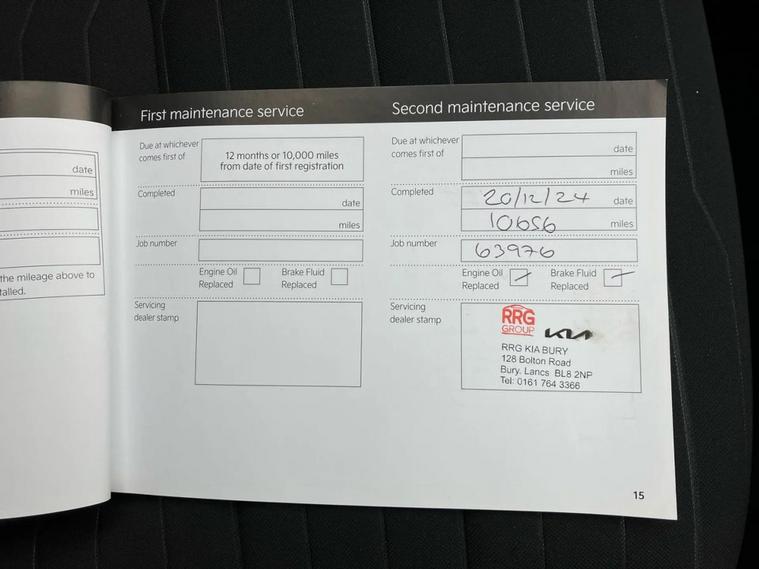 date
miles
the mileage above to
talled.
First maintenance service
Due at whichever
comes first of
12 months or 10,000 miles
from date of first registration
Completed
date
miles
Job number
Engine Oil
Replaced
Brake Fluid
Replaced
Servicing
dealer stamp
Second maintenance service
Due at whichever
comes first of
date
miles
Completed
20/12/24 date
10656 miles
Job number
63976
Engine Oil
Replaced
Brake Fluid
Replaced
Servicing
dealer stamp
RRG
GROUP
KIA
RRG KIA BURY
128 Bolton Road
Bury. Lancs BL8 2NP
Tel: 0161 764 3366
15